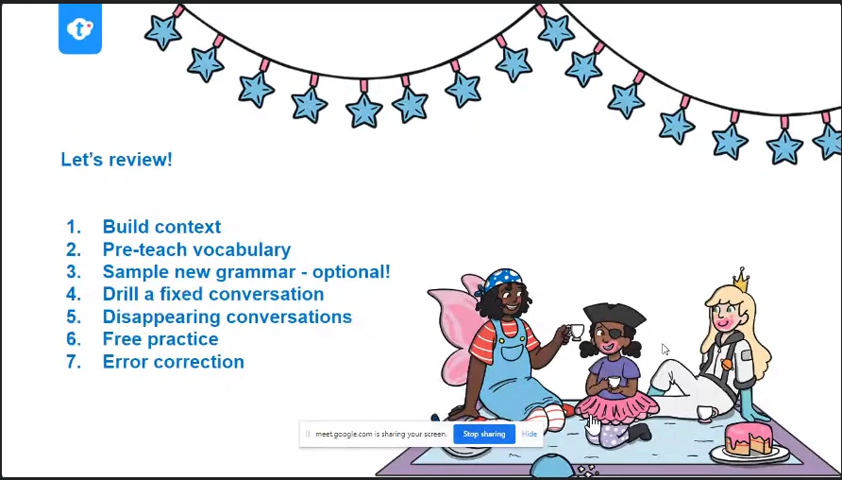 t
Let's review!
1. Build context
2. Pre-teach vocabulary
3. Sample new grammar - optional!
4. Drill a fixed conversation
5. Disappearing conversations
6. Free practice
7. Error correction
meet.google.com is sharing your screen. Stop sharing Hide